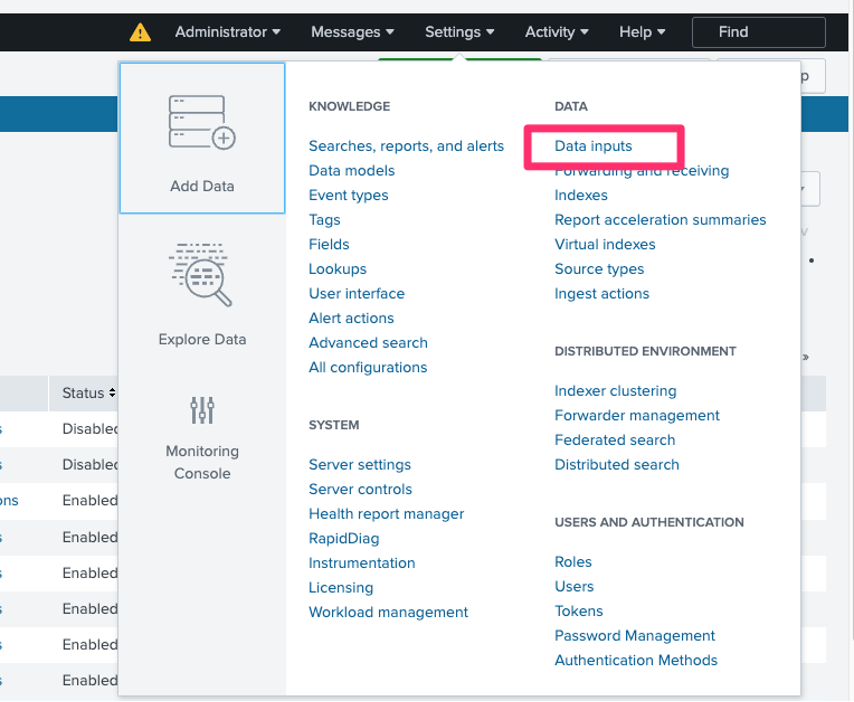 Administrator Messages Settings Activity Help Find
p
Add Data
Explore Data
Monitoring
Console
KNOWLEDGE
Searches, reports, and alerts
Data models
Event types
Tags
Fields
Lookups
User interface
Alert actions
Advanced search
All configurations
SYSTEM
Server settings
Server controls
Health report manager
RapidDiag
Instrumentation
Licensing
Workload management
DATA
Data inputs
Forwarding and receiving
Indexes
Report acceleration summaries
Virtual indexes
Source types
Ingest actions
DISTRIBUTED ENVIRONMENT
Indexer clustering
Forwarder management
Federated search
Distributed search
USERS AND AUTHENTICATION
Roles
Users
Tokens
Password Management
Authentication Methods
»
Status
s Disabled
s Disabled
ons Enabled
s Enabled
s Enabled
s Enabled
s Enabled
s Enabled